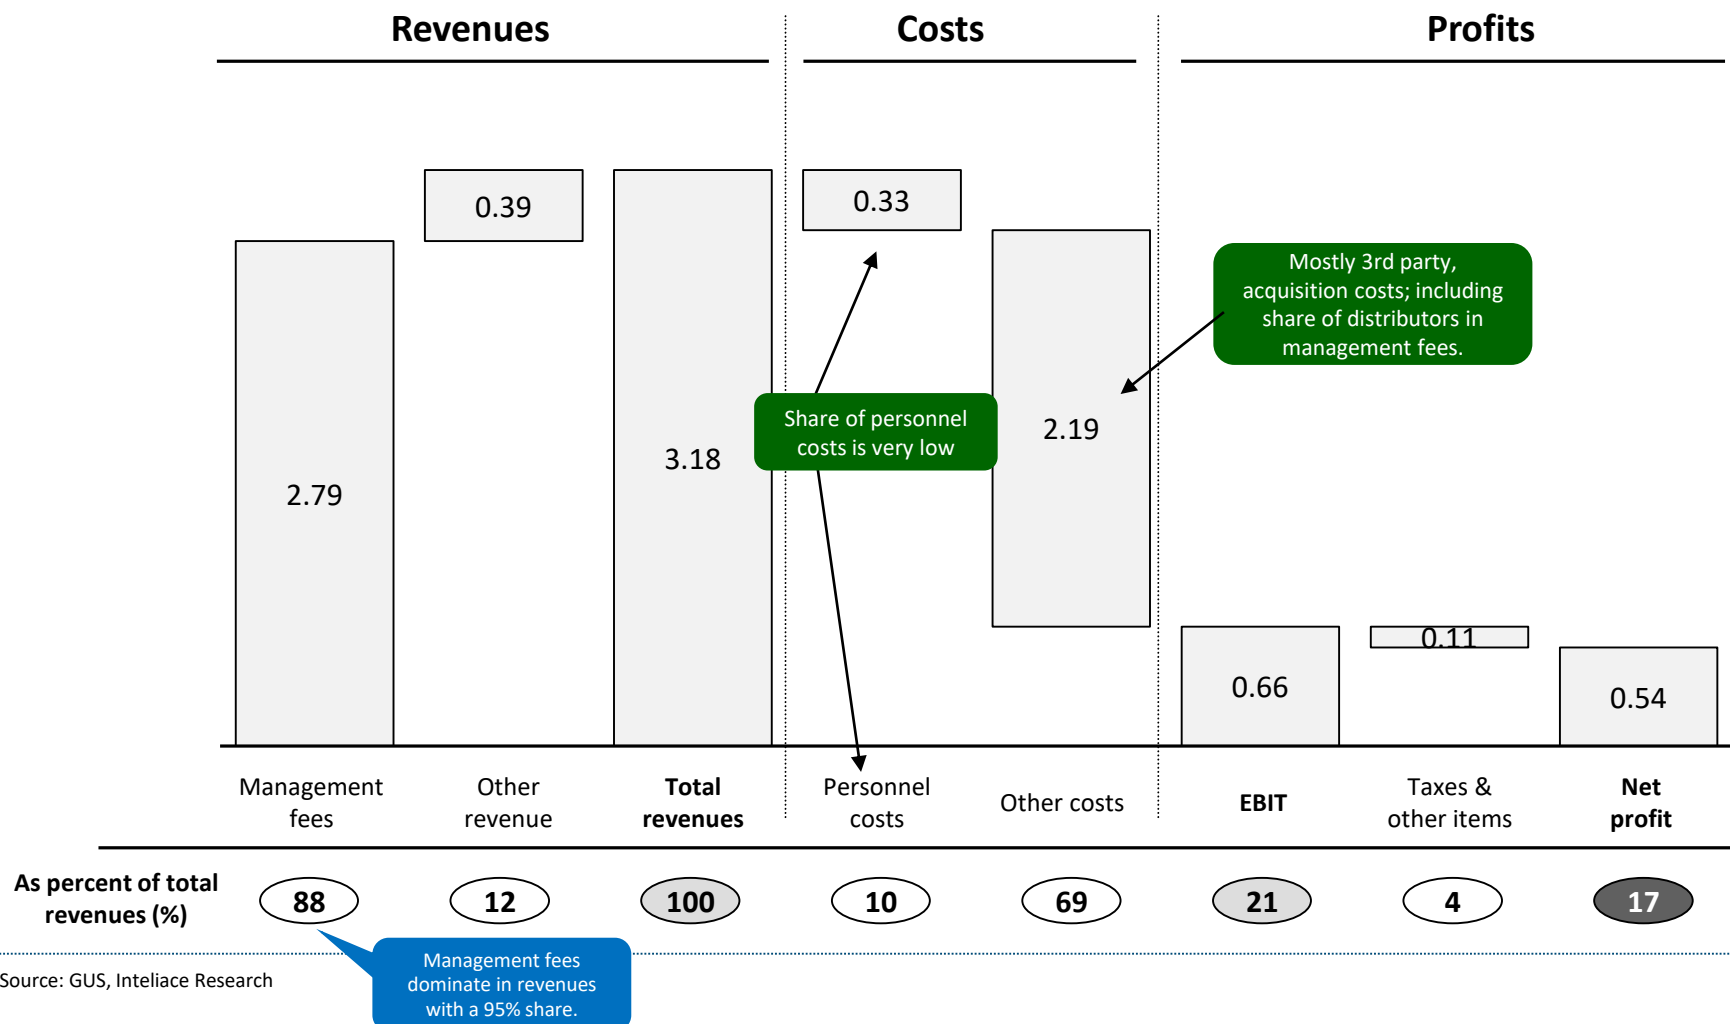 Revenues
Costs
Profits
0.39
0.33
Mostly 3rd party,
acquisition costs; including
share of distributors in
management fees.
Share of personnel
costs is very low
2.19
3.18
2.79
0.11
0.66
0.54
Management
fees
Other
revenue
Total
revenues
Personnel
costs
Other costs
EBIT
Taxes &
other items
Net
profit
As percent of total
revenues (%)
88
12
100
10
69
21
4
17
Management fees
dominate in revenues
with a 95% share.
Source: GUS, Inteliace Research